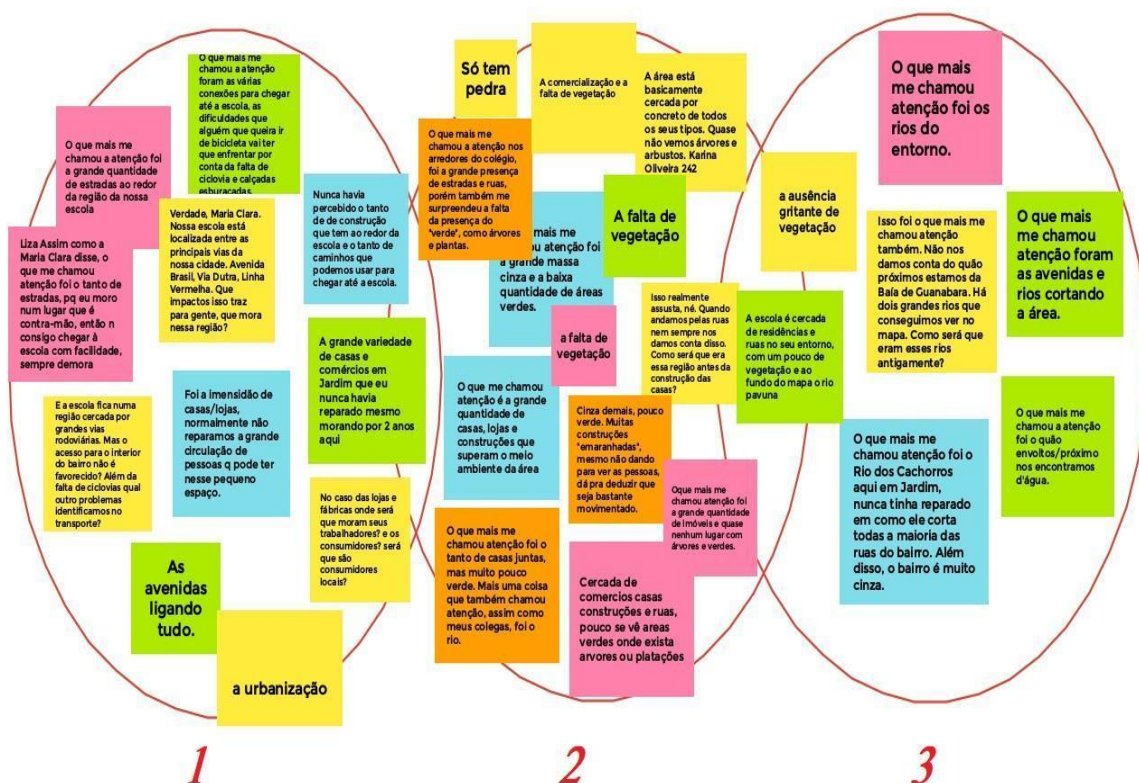 O que mais me
chamou a atenção
foram as várias
conexões para chegar
até a escola, as
dificuldades que
alguém que queira ir
de bicicleta vai ter
que enfrentar por
conta da falta de
ciclovia e calçadas
esburaçadas.
O que mais me
chamou a atenção foi
a grande quantidade
de estradas ao redor
da região da nossa
escola
Verdade, Maria Clara.
Nossa escola está
localizada entre as
principais vias da
nossa cidade. Avenida
Brasil, Via Dutra, Linha
Vermelha. Que
impactos isso traz
para gente, que mora
nessa região?
Nunca havia
percebido o tanto
de de construção
que tem ao redor da
escola e o tanto de
caminhos que
podemos usar para
chegar até a escola.
Liza Assim como a
Maria Clara disse, o
que me chamou
atenção foi o tanto de
estradas, pq eu moro
num lugar que é
contra-mão, então n
consigo chegar à
escola com facilidade,
sempre demora
A grande variedade
de casas e
comércios em
Jardim que eu
nunca havia
reparado mesmo
morando por 2 anos
aqui
E a escola fica numa
região cercada por
grandes vias
rodoviárias. Mas o
acesso para o interior
do bairro não é
favorecido? Além da
falta de ciclovias qual
outro problemas
identificamos no
transporte?
Foi a imensidão de
casas/lojas,
normalmente não
reparamos a grande
circulação de
pessoas q pode ter
nesse pequeno
espaço.
No caso das lojas e
fábricas onde será
que moram seus
trabalhadores? e os
consumidores? será
que são
consumidores
locais?
As
avenidas
ligando
tudo.
a urbanização
1
Só tem
pedra
A comercialização e a
falta de vegetação
A área está
basicamente
cercada por
concreto de todos
os seus tipos. Quase
não vemos árvores e
arbustos. Karina
Oliveira 242
O que mais me
chamou a atenção nos
arredores do colégio,
foi a grande presença
de estradas e ruas,
porém também me
surpreendeu a falta
da presença do
"verde", como árvores
e plantas.
mais me
atenção foi
a grande massa
cinza e a baixa
quantidade de áreas
verdes.
A falta de
vegetação
a falta de
vegetação
Isso realmente
assusta, né. Quando
andamos pelas ruas
nem sempre nos
damos conta disso.
Como será que era
essa região antes da
construção das
casas?
O que me chamou
atenção é a grande
quantidade de
casas, lojas e
construções que
superam o meio
ambiente da área
Cinza demais, pouco
verde. Muitas
construções
"emaranhadas",
mesmo não dando
para ver as pessoas,
dá pra deduzir que
seja bastante
movimentado.
Oque mais me
chamou atenção foi
a grande quantidade
de imóveis e quase
nenhum lugar com
árvores e verdes.
O que mais me
chamou atenção foi o
tanto de casas juntas,
mas muito pouco
verde. Mais uma coisa
que também chamou
atenção, assim como
meus colegas, foi o
rio.
Cercada de
comercios casas
construções e ruas,
pouco se vê areas
verdes onde exista
arvores ou platações
2
a ausência
gritante de
vegetação
A escola é cercada
de residências e
ruas no seu entorno,
com um pouco de
vegetação e ao
fundo do mapa o rio
pavuna
O que mais
me chamou
atenção foi os
rios do
entorno.
Isso foi o que mais me
chamou atenção
também. Não nos
damos conta do quão
próximos estamos da
Baía de Guanabara. Há
dois grandes rios que
conseguimos ver no
mapa. Como será que
eram esses rios
antigamente?
O que mais
me chamou
atenção foram
as avenidas e
rios cortando
a área.
O que mais me
chamou a atenção
foi o quão
envoltos/próximo
nos encontramos
d'água.
O que mais me
chamou atenção foi o
Rio dos Cachorros
aqui em Jardim,
nunca tinha reparado
em como ele corta
todas a maioria das
ruas do bairro. Além
disso, o bairro é muito
cinza.
3